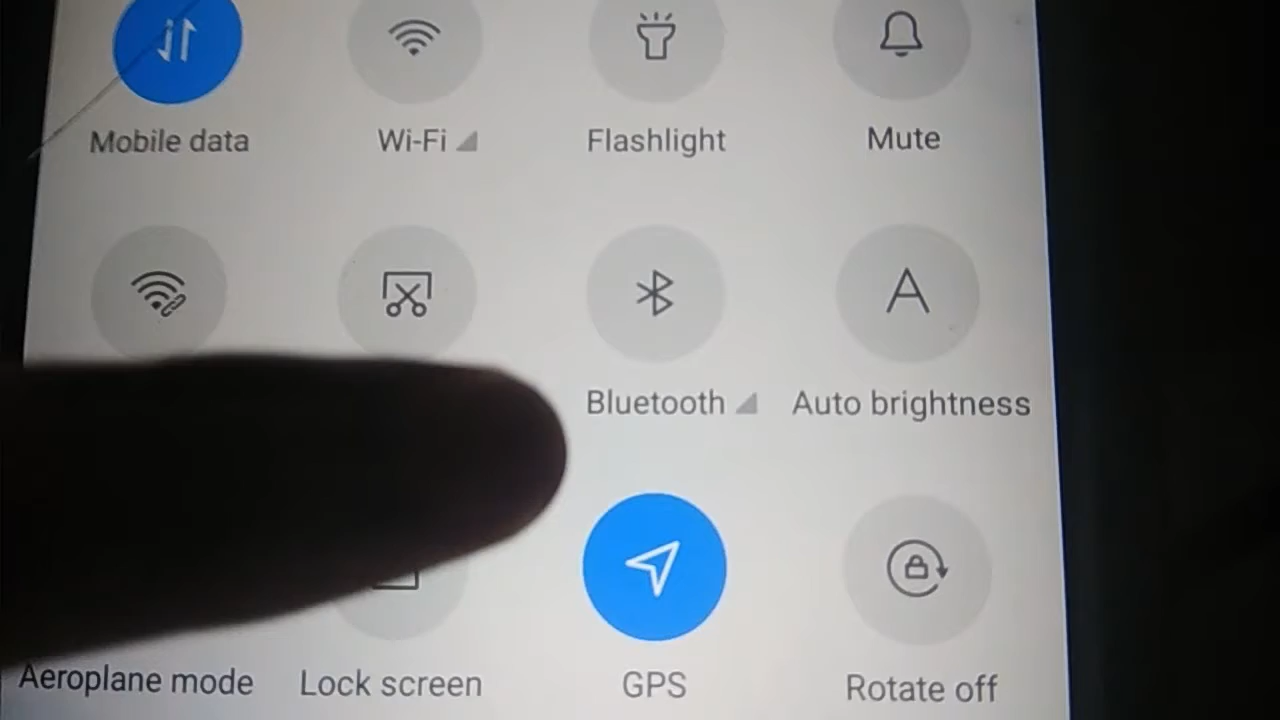 Mobile data Wi-Fi Flashlight Mute
Bluetooth Auto brightness
Aeroplane mode Lock screen GPS Rotate off